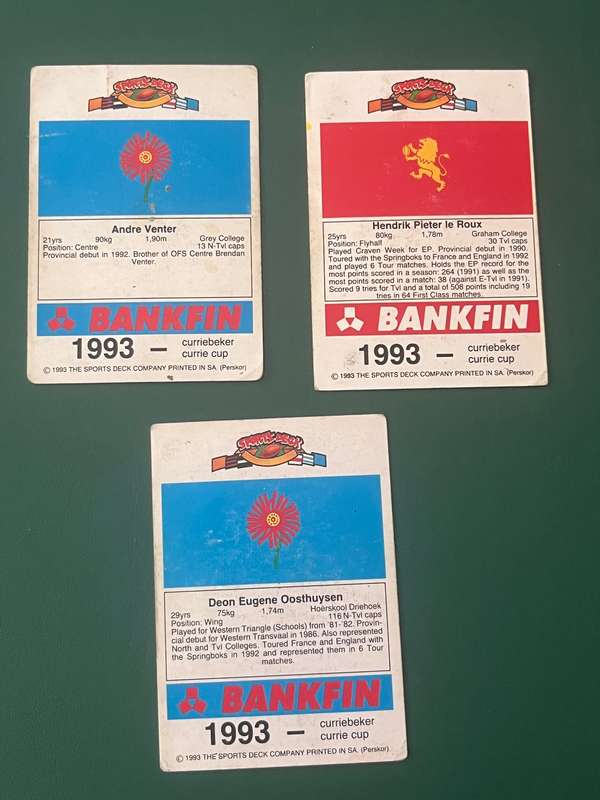 SPORTS DECK
Andre Venter
21yrs 90kg 1,90m Grey College
Position: Centre 13 N-Tvl caps
Provincial debut in 1992. Brother of OFS Centre Brendan
Venter.
BANKFIN
1993 – curriebeker
currie cup
© 1993 THE SPORTS DECK COMPANY PRINTED IN SA. (Perskor)
SPORTS DECK
Hendrik Pieter le Roux
25yrs 80kg 1,78m Graham College
Position: Flyhalf 30 Tvl caps
Played Craven Week for EP. Provincial debut in 1990.
Toured with the Springboks to France and England in 1992
and played 6 Tour matches. Holds the EP record for the
most points scored in a season: 264 (1991) as well as the
most points scored in a match: 38 (against E-Tvl in 1991).
Scored 9 tries for Tvl and a total of 508 points including 19
tries in 64 First Class matches.
BANKFIN
1993 – curriebeker
currie cup
© 1993 THE SPORTS DECK COMPANY PRINTED IN SA. (Perskor)
SPORTS DECK
Deon Eugene Oosthuysen
29yrs 75kg 1,74m Hoërskool Driehoek
Position: Wing 116 N-Tvl caps
Played for Western Triangle (Schools) from '81-'82. Provin-
cial debut for Western Transvaal in 1986. Also represented
North and Tvl Colleges. Toured France and England with
the Springboks in 1992 and represented them in 6 Tour
matches.
BANKFIN
1993 – curriebeker
currie cup
© 1993 THE SPORTS DECK COMPANY PRINTED IN SA. (Perskor)